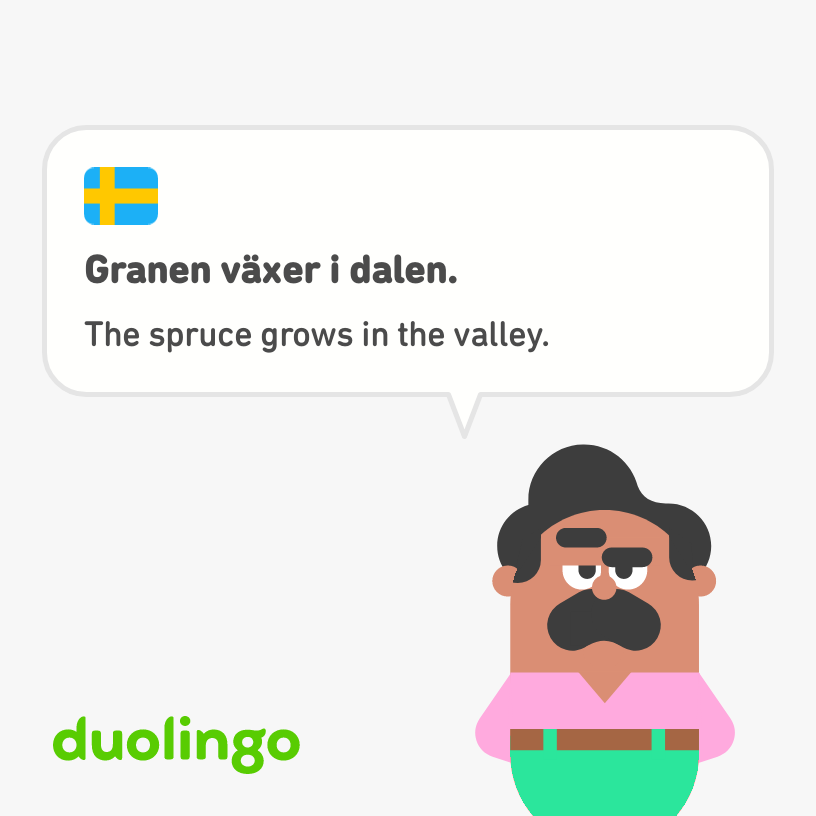 Granen växer i dalen.
The spruce grows in the valley.
duolingo